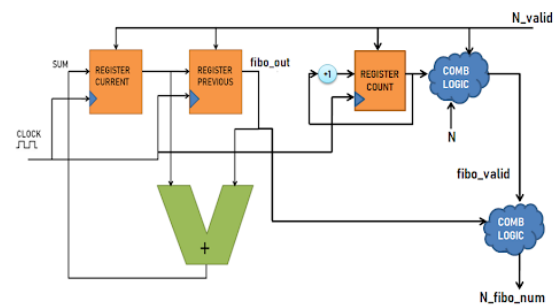 N_valid
SUM
REGISTER
CURRENT
REGISTER
PREVIOUS
fibo_out
+1
REGISTER
COUNT
COMB
LOGIC
CLOCK
N
fibo_valid
+
COMB
LOGIC
N_fibo_num